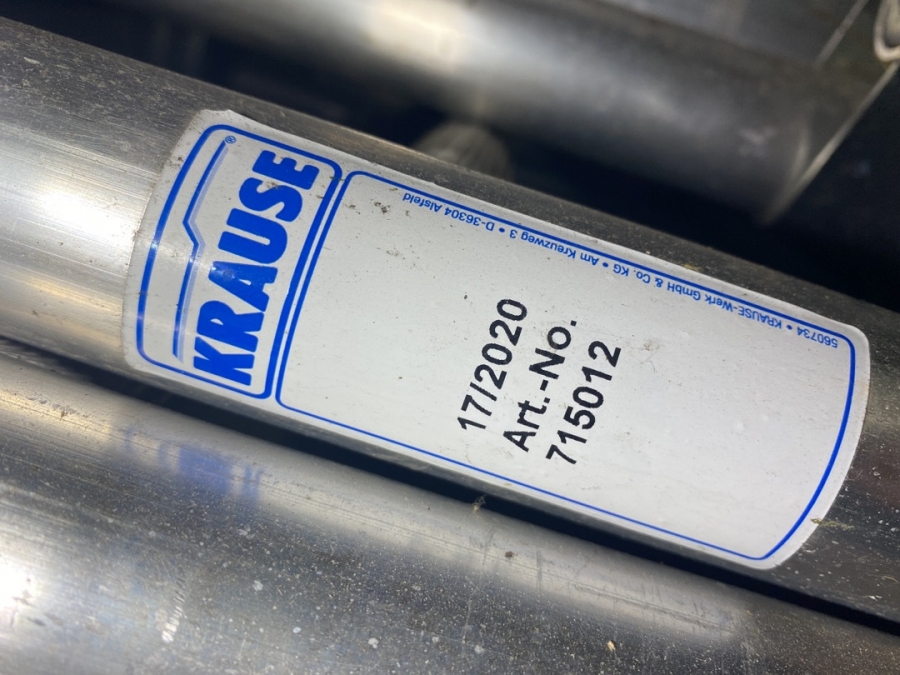 KRAUSE®
17/2020
Art.-No.
715012
560734 • KRAUSE-Werk GmbH & Co. KG • Am Kreuzweg 3 • D-36304 Alsfeld